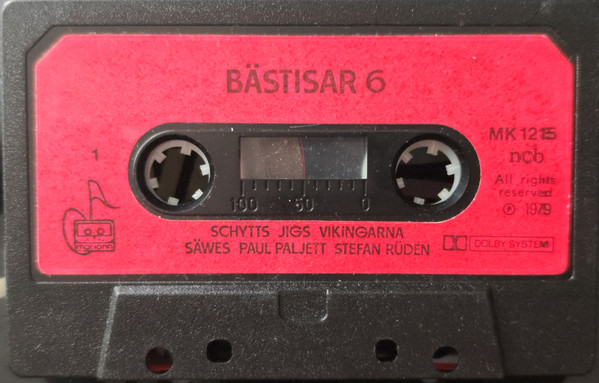 BÄSTISAR 6
MK 1215
ncb
1
All rights
reserved
℗ 1979
100 50 0
SCHYTTS JIGS VIKINGARNA
SÄWES PAUL PALJETT STEFAN RÜDEN
DOLBY SYSTEM
mariann